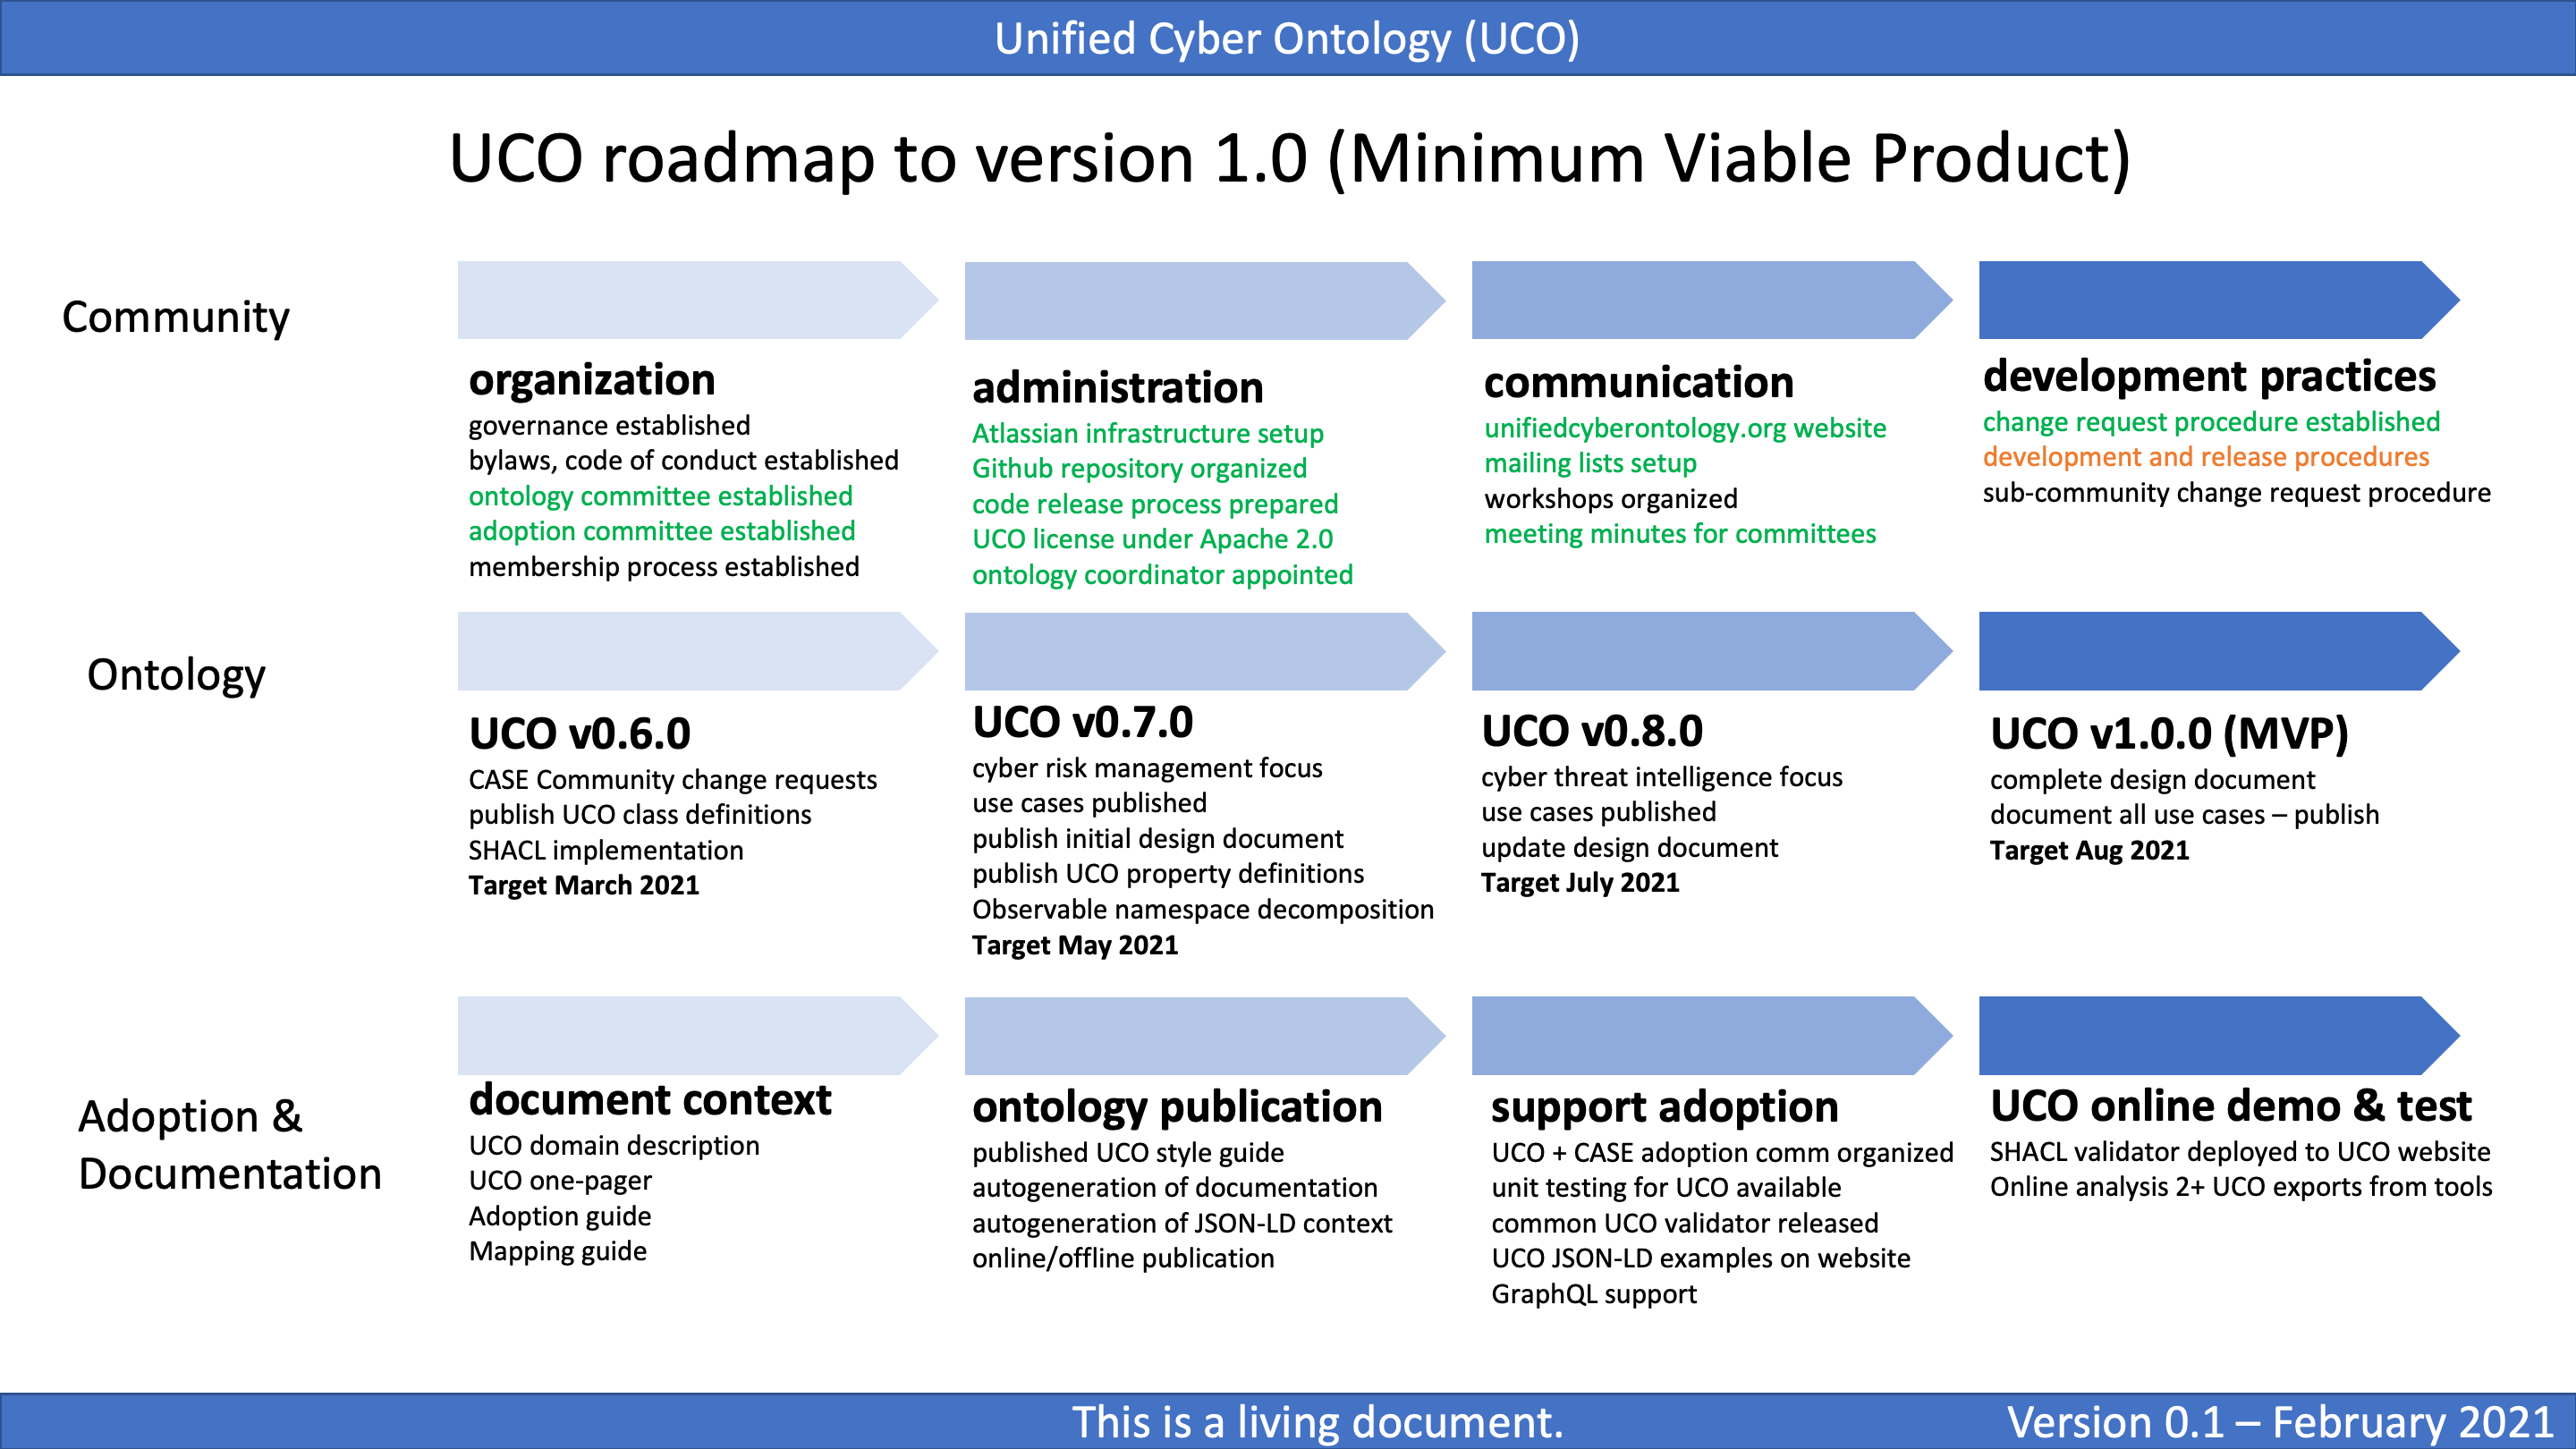 Unified Cyber Ontology (UCO)
UCO roadmap to version 1.0 (Minimum Viable Product)
Community
organization
governance established
bylaws, code of conduct established
ontology committee established
adoption committee established
membership process established
administration
Atlassian infrastructure setup
Github repository organized
code release process prepared
UCO license under Apache 2.0
ontology coordinator appointed
communication
unifiedcyberontology.org website
mailing lists setup
workshops organized
meeting minutes for committees
development practices
change request procedure established
development and release procedures
sub-community change request procedure
Ontology
UCO v0.6.0
CASE Community change requests
publish UCO class definitions
SHACL implementation
Target March 2021
UCO v0.7.0
cyber risk management focus
use cases published
publish initial design document
publish UCO property definitions
Observable namespace decomposition
Target May 2021
UCO v0.8.0
cyber threat intelligence focus
use cases published
update design document
Target July 2021
UCO v1.0.0 (MVP)
complete design document
document all use cases – publish
Target Aug 2021
Adoption &
Documentation
document context
UCO domain description
UCO one-pager
Adoption guide
Mapping guide
ontology publication
published UCO style guide
autogeneration of documentation
autogeneration of JSON-LD context
online/offline publication
support adoption
UCO + CASE adoption comm organized
unit testing for UCO available
common UCO validator released
UCO JSON-LD examples on website
GraphQL support
UCO online demo & test
SHACL validator deployed to UCO website
Online analysis 2+ UCO exports from tools
This is a living document.
Version 0.1 – February 2021